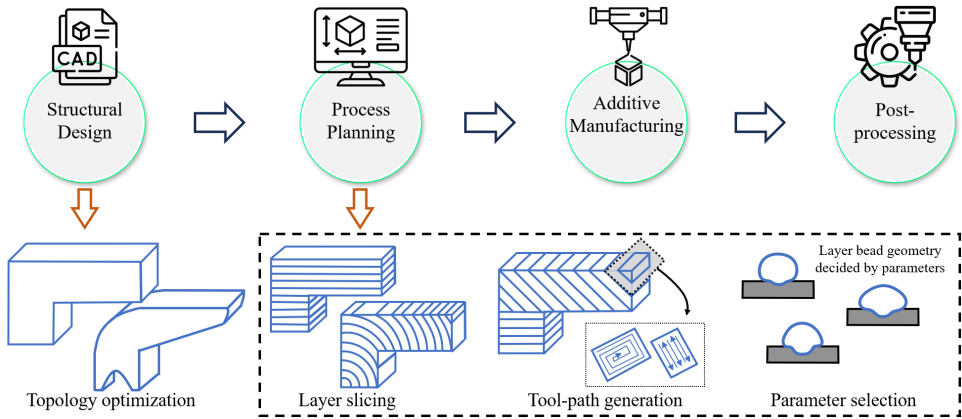 CAD
Structural
Design
Process
Planning
Additive
Manufacturing
Post-
processing
Layer bead geometry
decided by parameters
Topology optimization
Layer slicing
Tool-path generation
Parameter selection